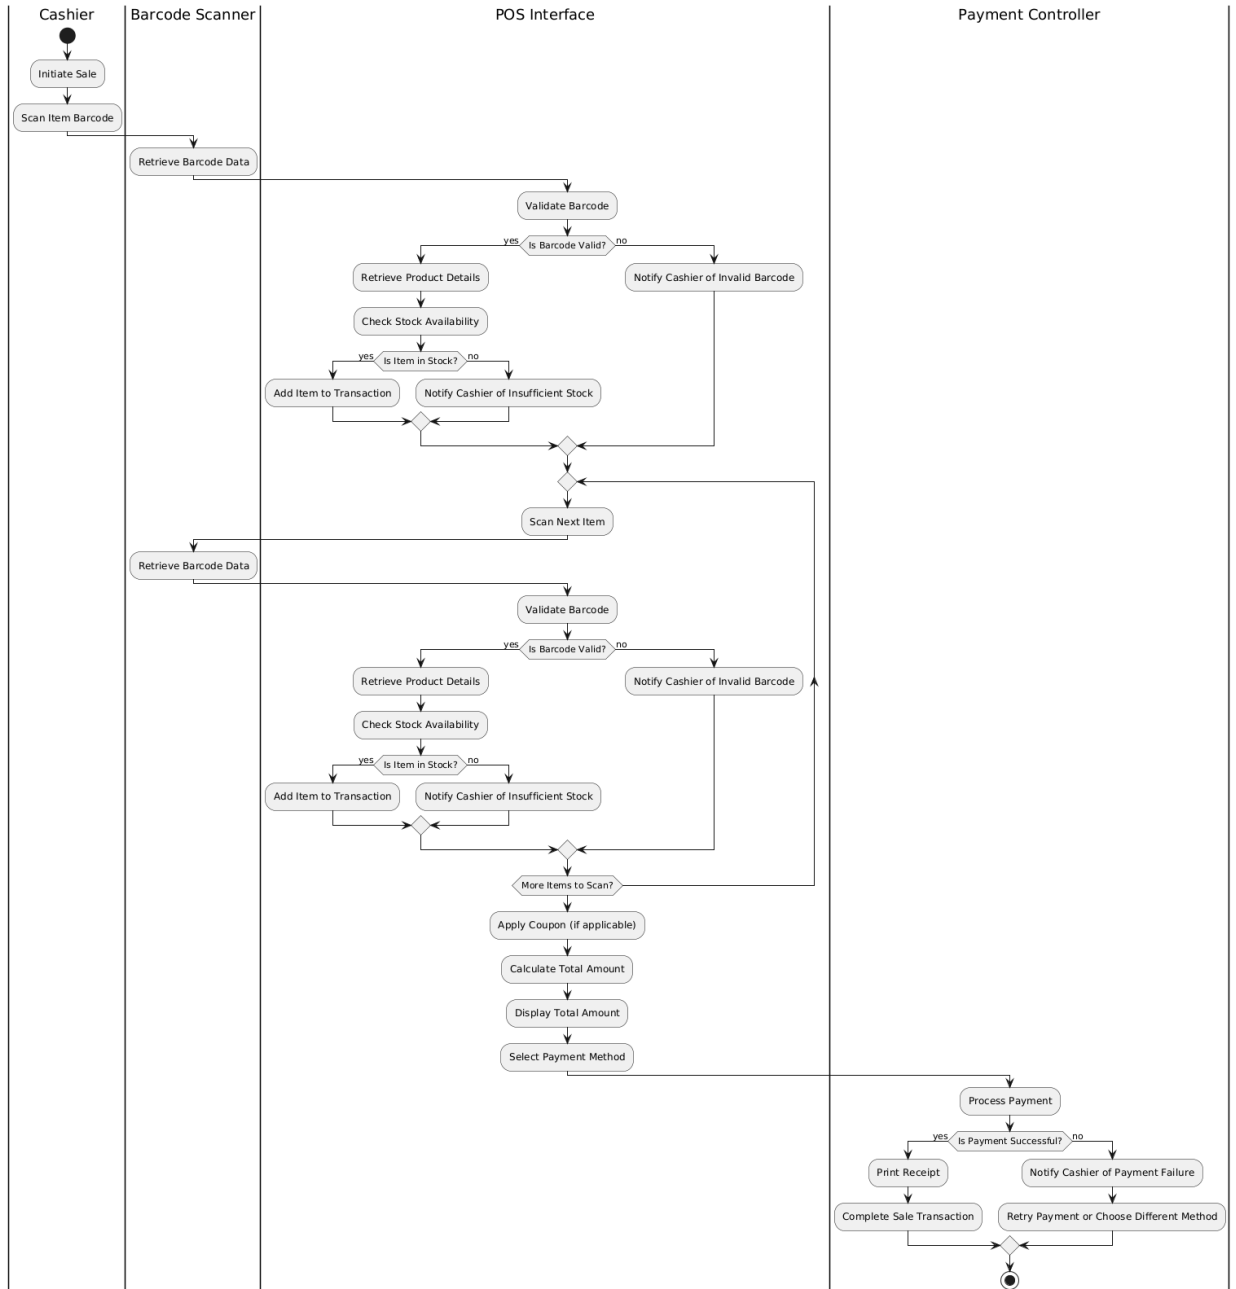 Cashier
Barcode Scanner
POS Interface
Payment Controller
Initiate Sale
Scan Item Barcode
Retrieve Barcode Data
Validate Barcode
yes
Is Barcode Valid?
no
Retrieve Product Details
Notify Cashier of Invalid Barcode
Check Stock Availability
yes
Is Item in Stock?
no
Add Item to Transaction
Notify Cashier of Insufficient Stock
Scan Next Item
Retrieve Barcode Data
Validate Barcode
yes
Is Barcode Valid?
no
Retrieve Product Details
Notify Cashier of Invalid Barcode
Check Stock Availability
yes
Is Item in Stock?
no
Add Item to Transaction
Notify Cashier of Insufficient Stock
More Items to Scan?
Apply Coupon (if applicable)
Calculate Total Amount
Display Total Amount
Select Payment Method
Process Payment
yes
Is Payment Successful?
no
Print Receipt
Notify Cashier of Payment Failure
Complete Sale Transaction
Retry Payment or Choose Different Method